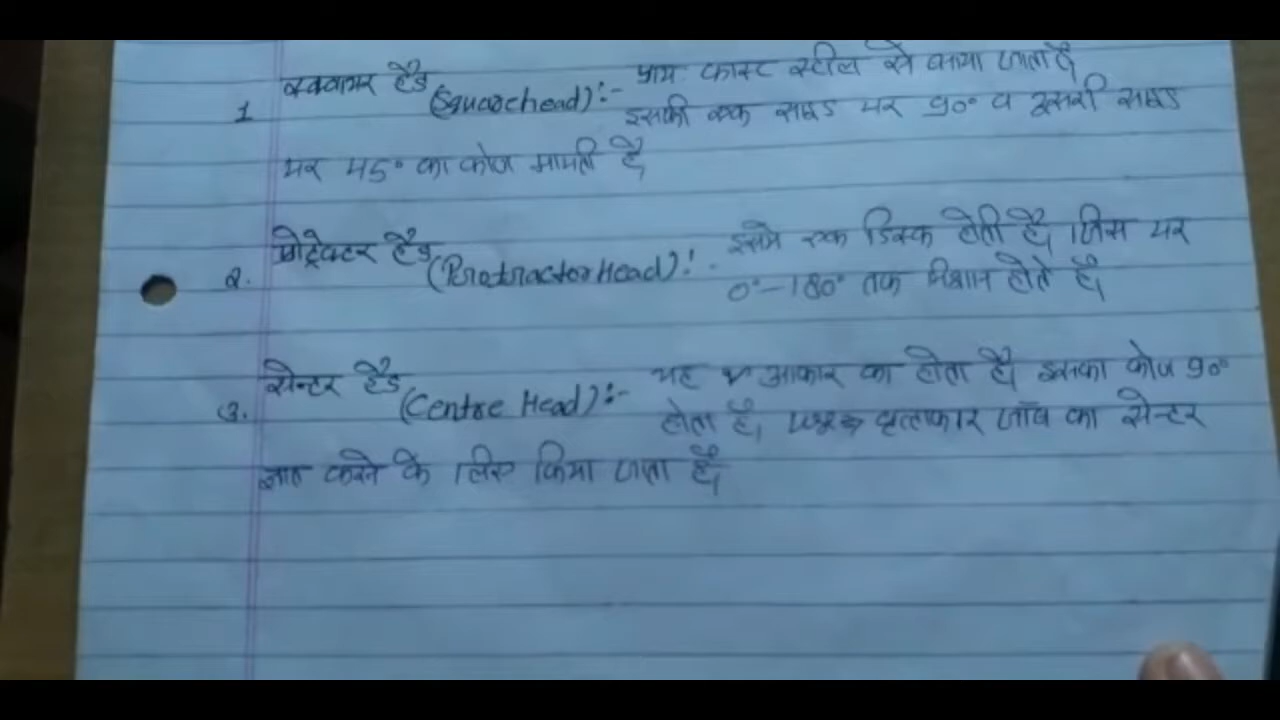 1 स्क्वायर हैड (Squarehead):- प्राय: कास्ट स्टील से बनाया जाता है
इसकी एक साइड पर 90° व दूसरी साइड
पर 45° का कोण मापती है
2. प्रोट्रेक्टर हैड (Protractor Head):- इसमे एक डिस्क होती है, जिस पर
0°-180° तक निशान होते है।
3. सेन्टर हैड (Centre Head):- यह आकार का होता है। इसका कोण 90°
होता है, वृत्ताकार जॉब का सेन्टर
ज्ञात करने के लिए किया जाता है।